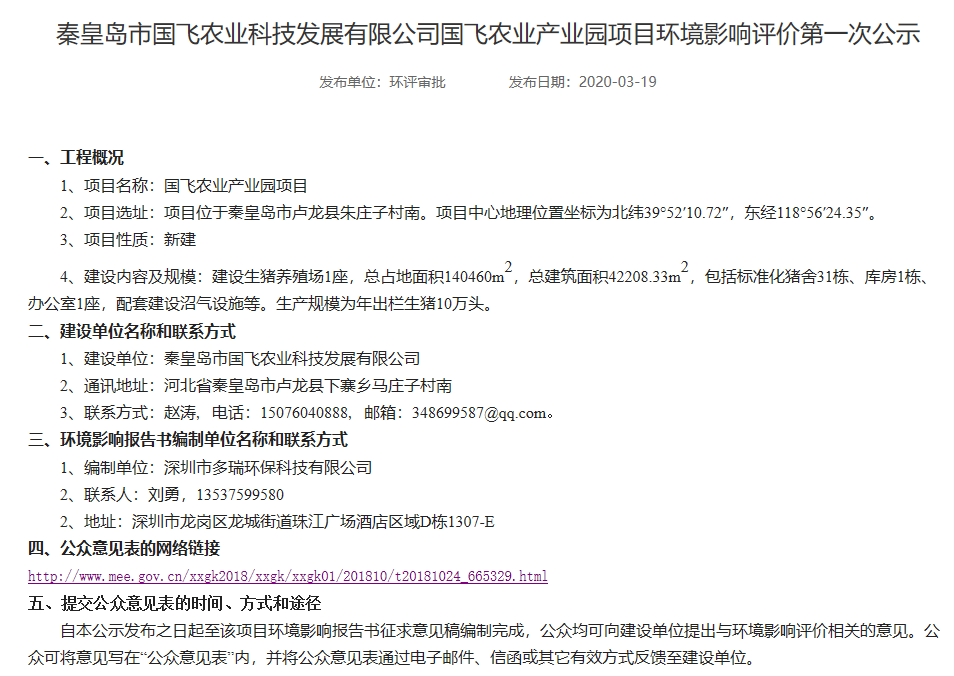 秦皇岛市国飞农业科技发展有限公司国飞农业产业园项目环境影响评价第一次公示
发布单位：环评审批 发布日期：2020-03-19
一、工程概况
1、项目名称：国飞农业产业园项目
2、项目选址：项目位于秦皇岛市卢龙县朱庄子村南。项目中心地理位置坐标为北纬39°52′10.72″，东经118°56′24.35″。
3、项目性质：新建
4、建设内容及规模：建设生猪养殖场1座，总占地面积140460m²，总建筑面积42208.33m²，包括标准化猪舍31栋、库房1栋、
办公室1座，配套建设沼气设施等。生产规模为年出栏生猪10万头。
二、建设单位名称和联系方式
1、建设单位：秦皇岛市国飞农业科技发展有限公司
2、通讯地址：河北省秦皇岛市卢龙县下寨乡马庄子村南
3、联系方式：赵涛，电话：15076040888，邮箱：348699587@qq.com。
三、环境影响报告书编制单位名称和联系方式
1、编制单位：深圳市多瑞环保科技有限公司
2、联系人：刘勇，13537599580
2、地址：深圳市龙岗区龙城街道珠江广场酒店区域D栋1307-E
四、公众意见表的网络链接
http://www.mee.gov.cn/xxgk2018/xxgk/xxgk01/201810/t20181024_665329.html
五、提交公众意见表的时间、方式和途径
自本公示发布之日起至该项目环境影响报告书征求意见稿编制完成，公众均可向建设单位提出与环境影响评价相关的意见。公
众可将意见写在“公众意见表”内，并将公众意见表通过电子邮件、信函或其它有效方式反馈至建设单位。